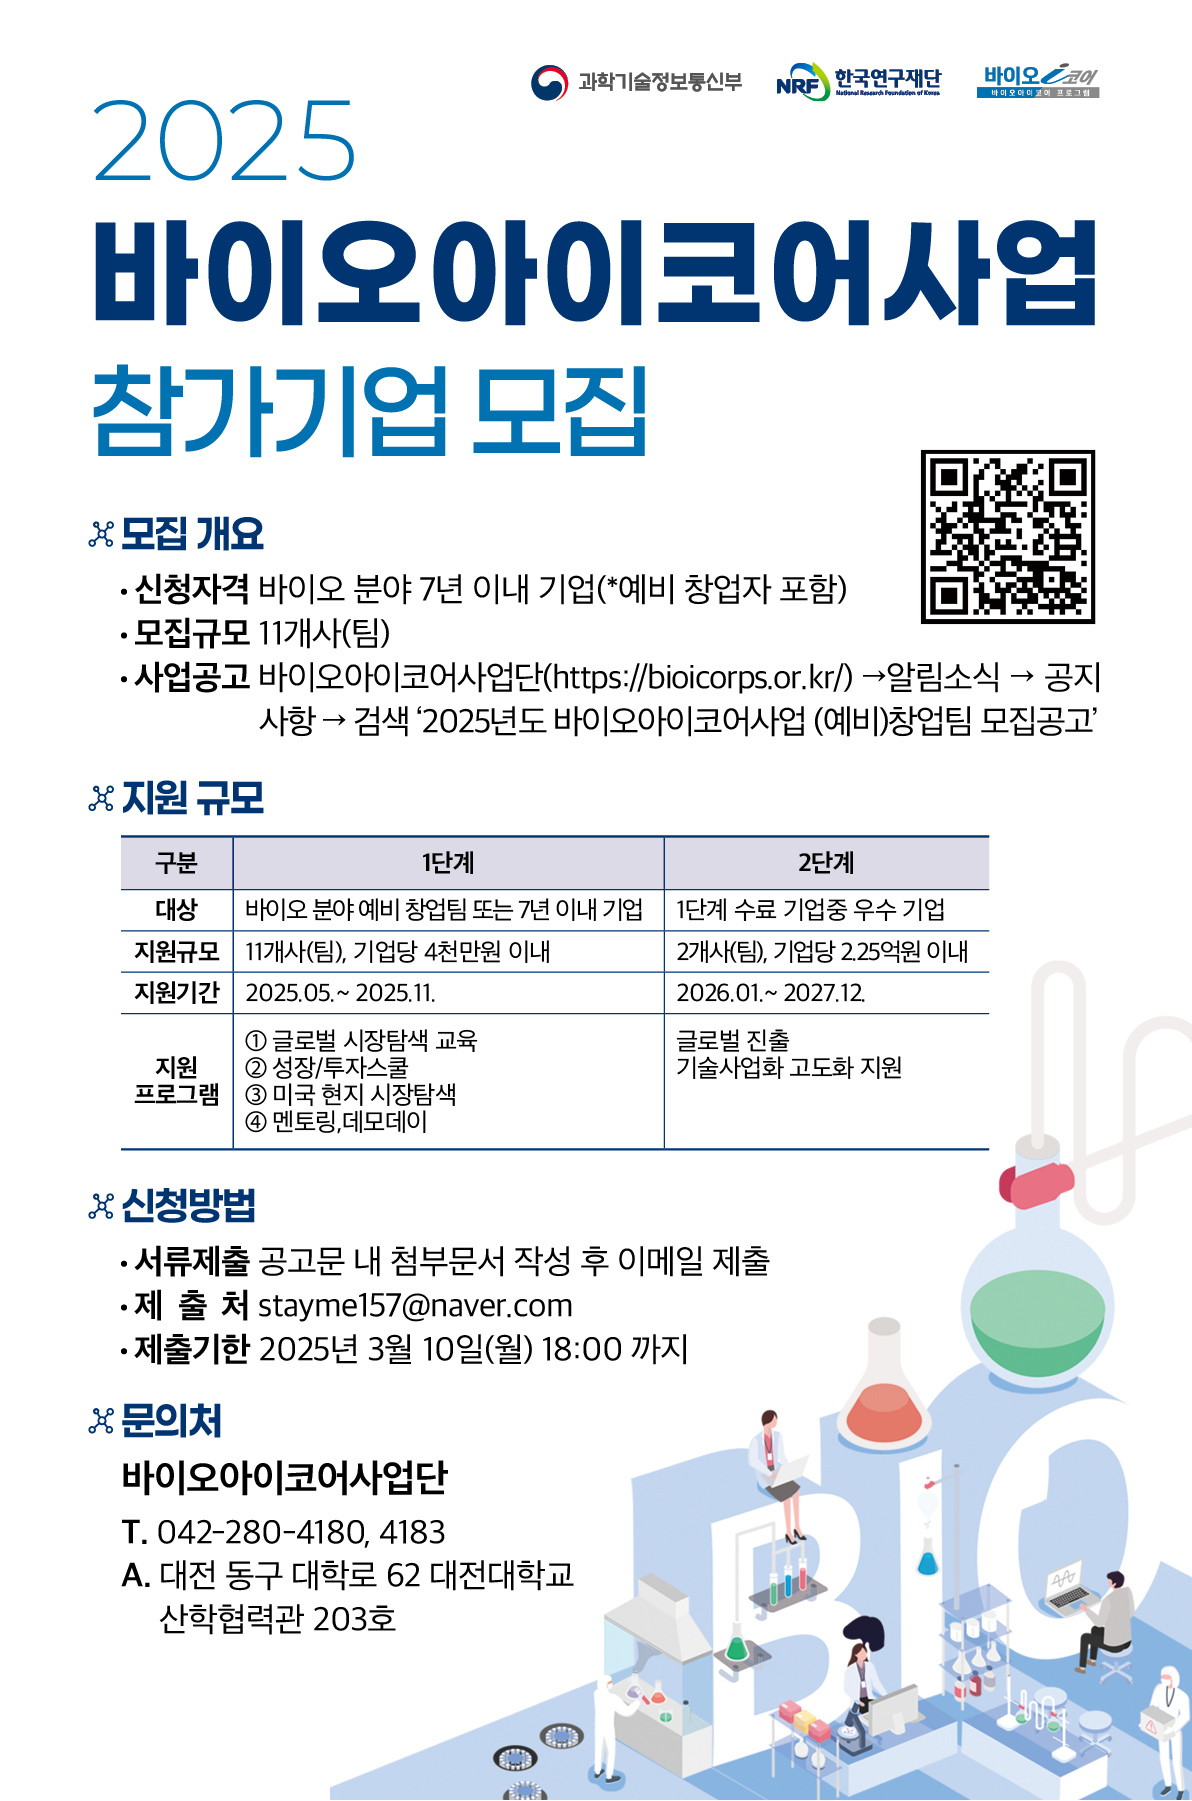 과학기술정보통신부
NRF 한국연구재단
National Research Foundation of Korea
바이오i코어
바이오아이코어 프로그램
2025
바이오아이코어사업
참가기업 모집
모집 개요
• 신청자격 바이오 분야 7년 이내 기업(*예비 창업자 포함)
• 모집규모 11개사(팀)
• 사업공고 바이오아이코어사업단(https://bioicorps.or.kr/) →알림소식 → 공지
사항 → 검색 ‘2025년도 바이오아이코어사업 (예비)창업팀 모집공고’
지원 규모
구분 1단계 2단계
대상 바이오 분야 예비 창업팀 또는 7년 이내 기업 1단계 수료 기업중 우수 기업
지원규모 11개사(팀), 기업당 4천만원 이내 2개사(팀), 기업당 2.25억원 이내
지원기간 2025.05.~ 2025.11. 2026.01.~ 2027.12.
지원
프로그램
① 글로벌 시장탐색 교육
② 성장/투자스쿨
③ 미국 현지 시장탐색
④ 멘토링,데모데이
글로벌 진출
기술사업화 고도화 지원
신청방법
• 서류제출 공고문 내 첨부문서 작성 후 이메일 제출
• 제 출 처 stayme157@naver.com
• 제출기한 2025년 3월 10일(월) 18:00 까지
문의처
바이오아이코어사업단
T. 042-280-4180, 4183
A. 대전 동구 대학로 62 대전대학교
산학협력관 203호
BIO